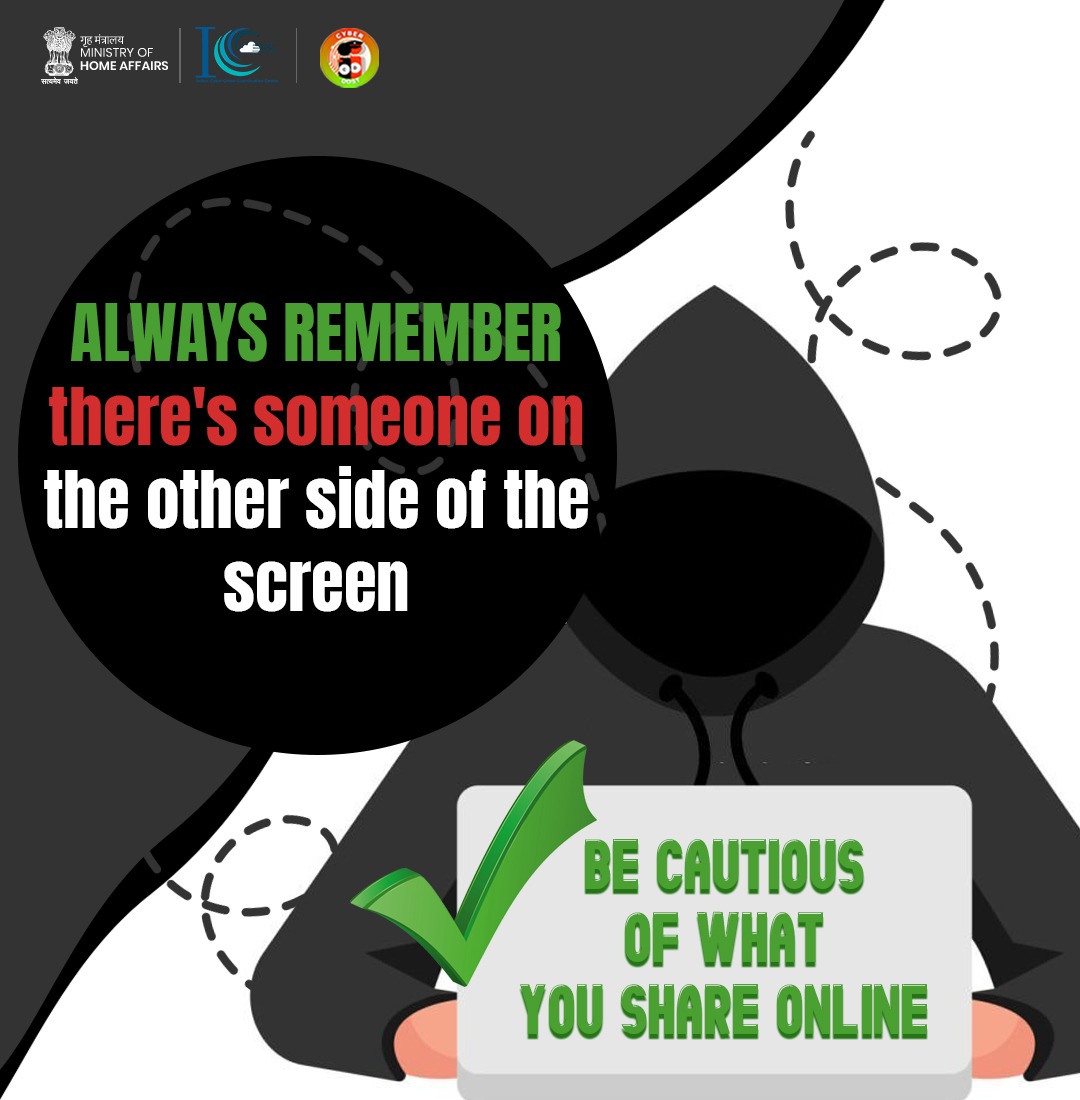 गृह मंत्रालय
MINISTRY OF
HOME AFFAIRS
सत्यमेव जयते
CYBER
DOST
ALWAYS REMEMBER
there's someone on
the other side of the
screen
BE CAUTIOUS
OF WHAT
YOU SHARE ONLINE